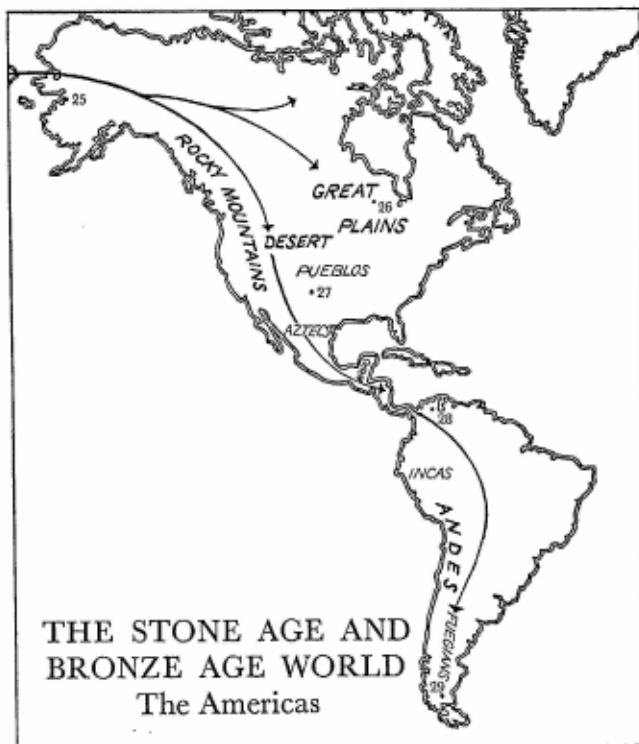 25
ROCKY MOUNTAINS
GREAT
26
PLAINS
DESERT
PUEBLOS
27
AZTECS
28
INCAS
ANDES
FUEGIANS
29
THE STONE AGE AND
BRONZE AGE WORLD
The Americas